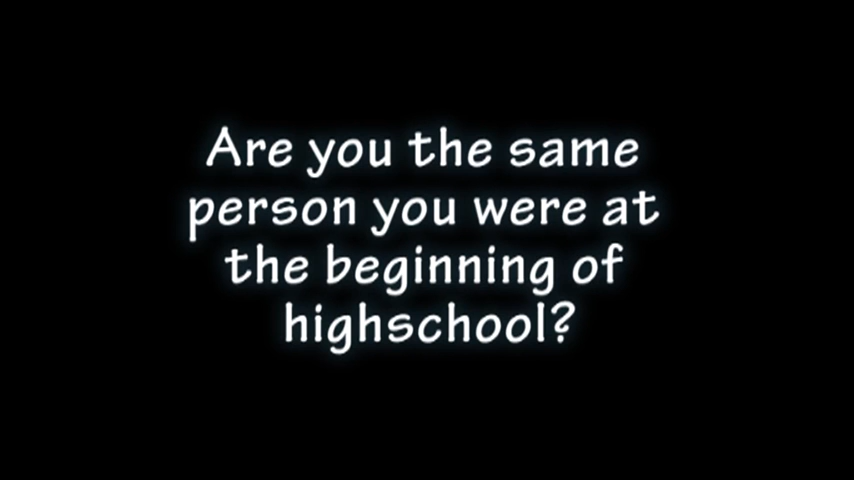 Are you the same
person you were at
the beginning of
highschool?